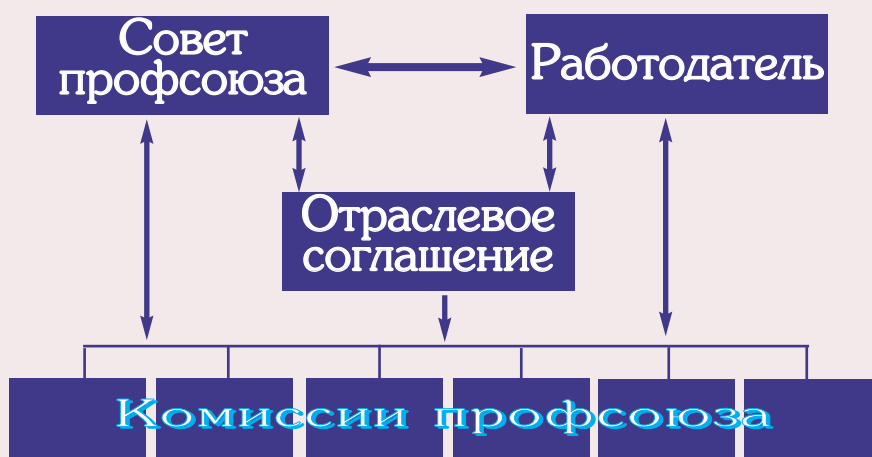 Совет
профсоюза
Работодатель
Отраслевое
соглашение
Комиссии профсоюза